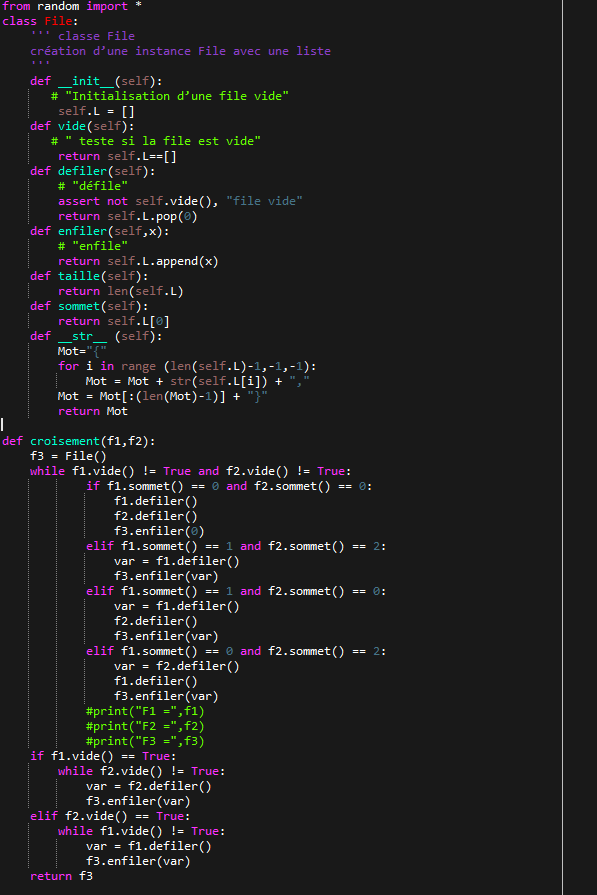 from random import *
class File:
    ''' classe File
    création d’une instance File avec une liste
    '''
    def __init__(self):
       # "Initialisation d’une file vide"
        self.L = []
    def vide(self):
       # " teste si la file est vide"
        return self.L==[]
    def defiler(self):
        # "défile"
        assert not self.vide(), "file vide"
        return self.L.pop(0)
    def enfiler(self,x):
        # "enfile"
        return self.L.append(x)
    def taille(self):
        return len(self.L)
    def sommet(self):
        return self.L[0]
    def __str__ (self):
        Mot="{"
        for i in range (len(self.L)-1,-1,-1):
            Mot = Mot + str(self.L[i]) + ","
        Mot = Mot[:(len(Mot)-1)] + "}"
        return Mot

def croisement(f1,f2):
    f3 = File()
    while f1.vide() != True and f2.vide() != True:
            if f1.sommet() == 0 and f2.sommet() == 0:
                f1.defiler()
                f2.defiler()
                f3.enfiler(0)
            elif f1.sommet() == 1 and f2.sommet() == 2:
                var = f1.defiler()
                f3.enfiler(var)
            elif f1.sommet() == 1 and f2.sommet() == 0:
                var = f1.defiler()
                f2.defiler()
                f3.enfiler(var)
            elif f1.sommet() == 0 and f2.sommet() == 2:
                var = f2.defiler()
                f1.defiler()
                f3.enfiler(var)
            #print("F1 =",f1)
            #print("F2 =",f2)
            #print("F3 =",f3)
    if f1.vide() == True:
        while f2.vide() != True:
            var = f2.defiler()
            f3.enfiler(var)
    elif f2.vide() == True:
        while f1.vide() != True:
            var = f1.defiler()
            f3.enfiler(var)
    return f3